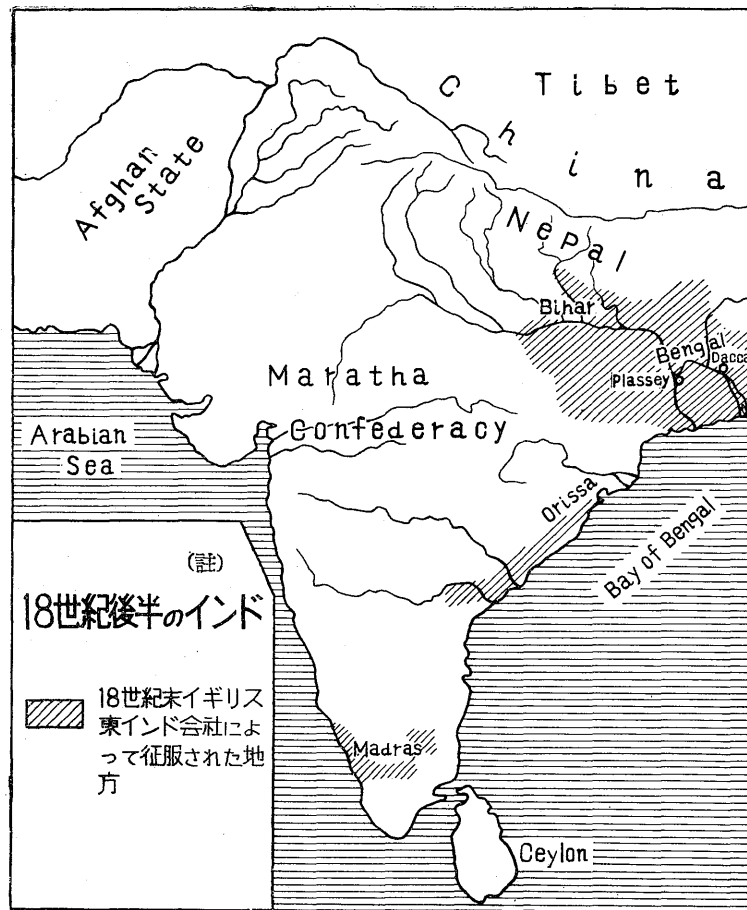 Tibet
China
Afghan
State
Nepal
Bihar
Bengal
Dacca
Plassey
Maratha
Confederacy
Arabian
Sea
Orissa
Bay of Bengal
(註)
18世紀後半のインド
18世紀末イギリス
東インド会社によ
って征服された地
方
Madras
Ceylon